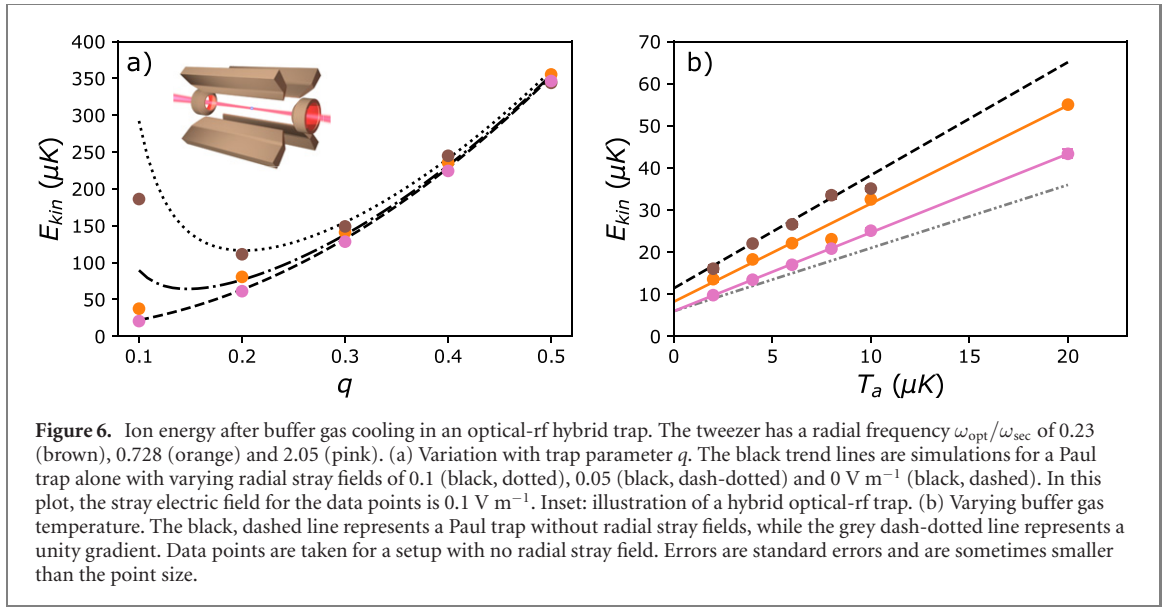 a)
400
350
300
250
200
150
100
50
0
E_kin (μK)
0.1 0.2 0.3 0.4 0.5
q
b)
70
60
50
40
30
20
10
0
E_kin (μK)
0 5 10 15 20
T_a (μK)
Figure 6. Ion energy after buffer gas cooling in an optical-rf hybrid trap. The tweezer has a radial frequency ω_opt/ω_sec of 0.23
(brown), 0.728 (orange) and 2.05 (pink). (a) Variation with trap parameter q. The black trend lines are simulations for a Paul
trap alone with varying radial stray fields of 0.1 (black, dotted), 0.05 (black, dash-dotted) and 0 V m⁻¹ (black, dashed). In this
plot, the stray electric field for the data points is 0.1 V m⁻¹. Inset: illustration of a hybrid optical-rf trap. (b) Varying buffer gas
temperature. The black, dashed line represents a Paul trap without radial stray fields, while the grey dash-dotted line represents a
unity gradient. Data points are taken for a setup with no radial stray field. Errors are standard errors and are sometimes smaller
than the point size.